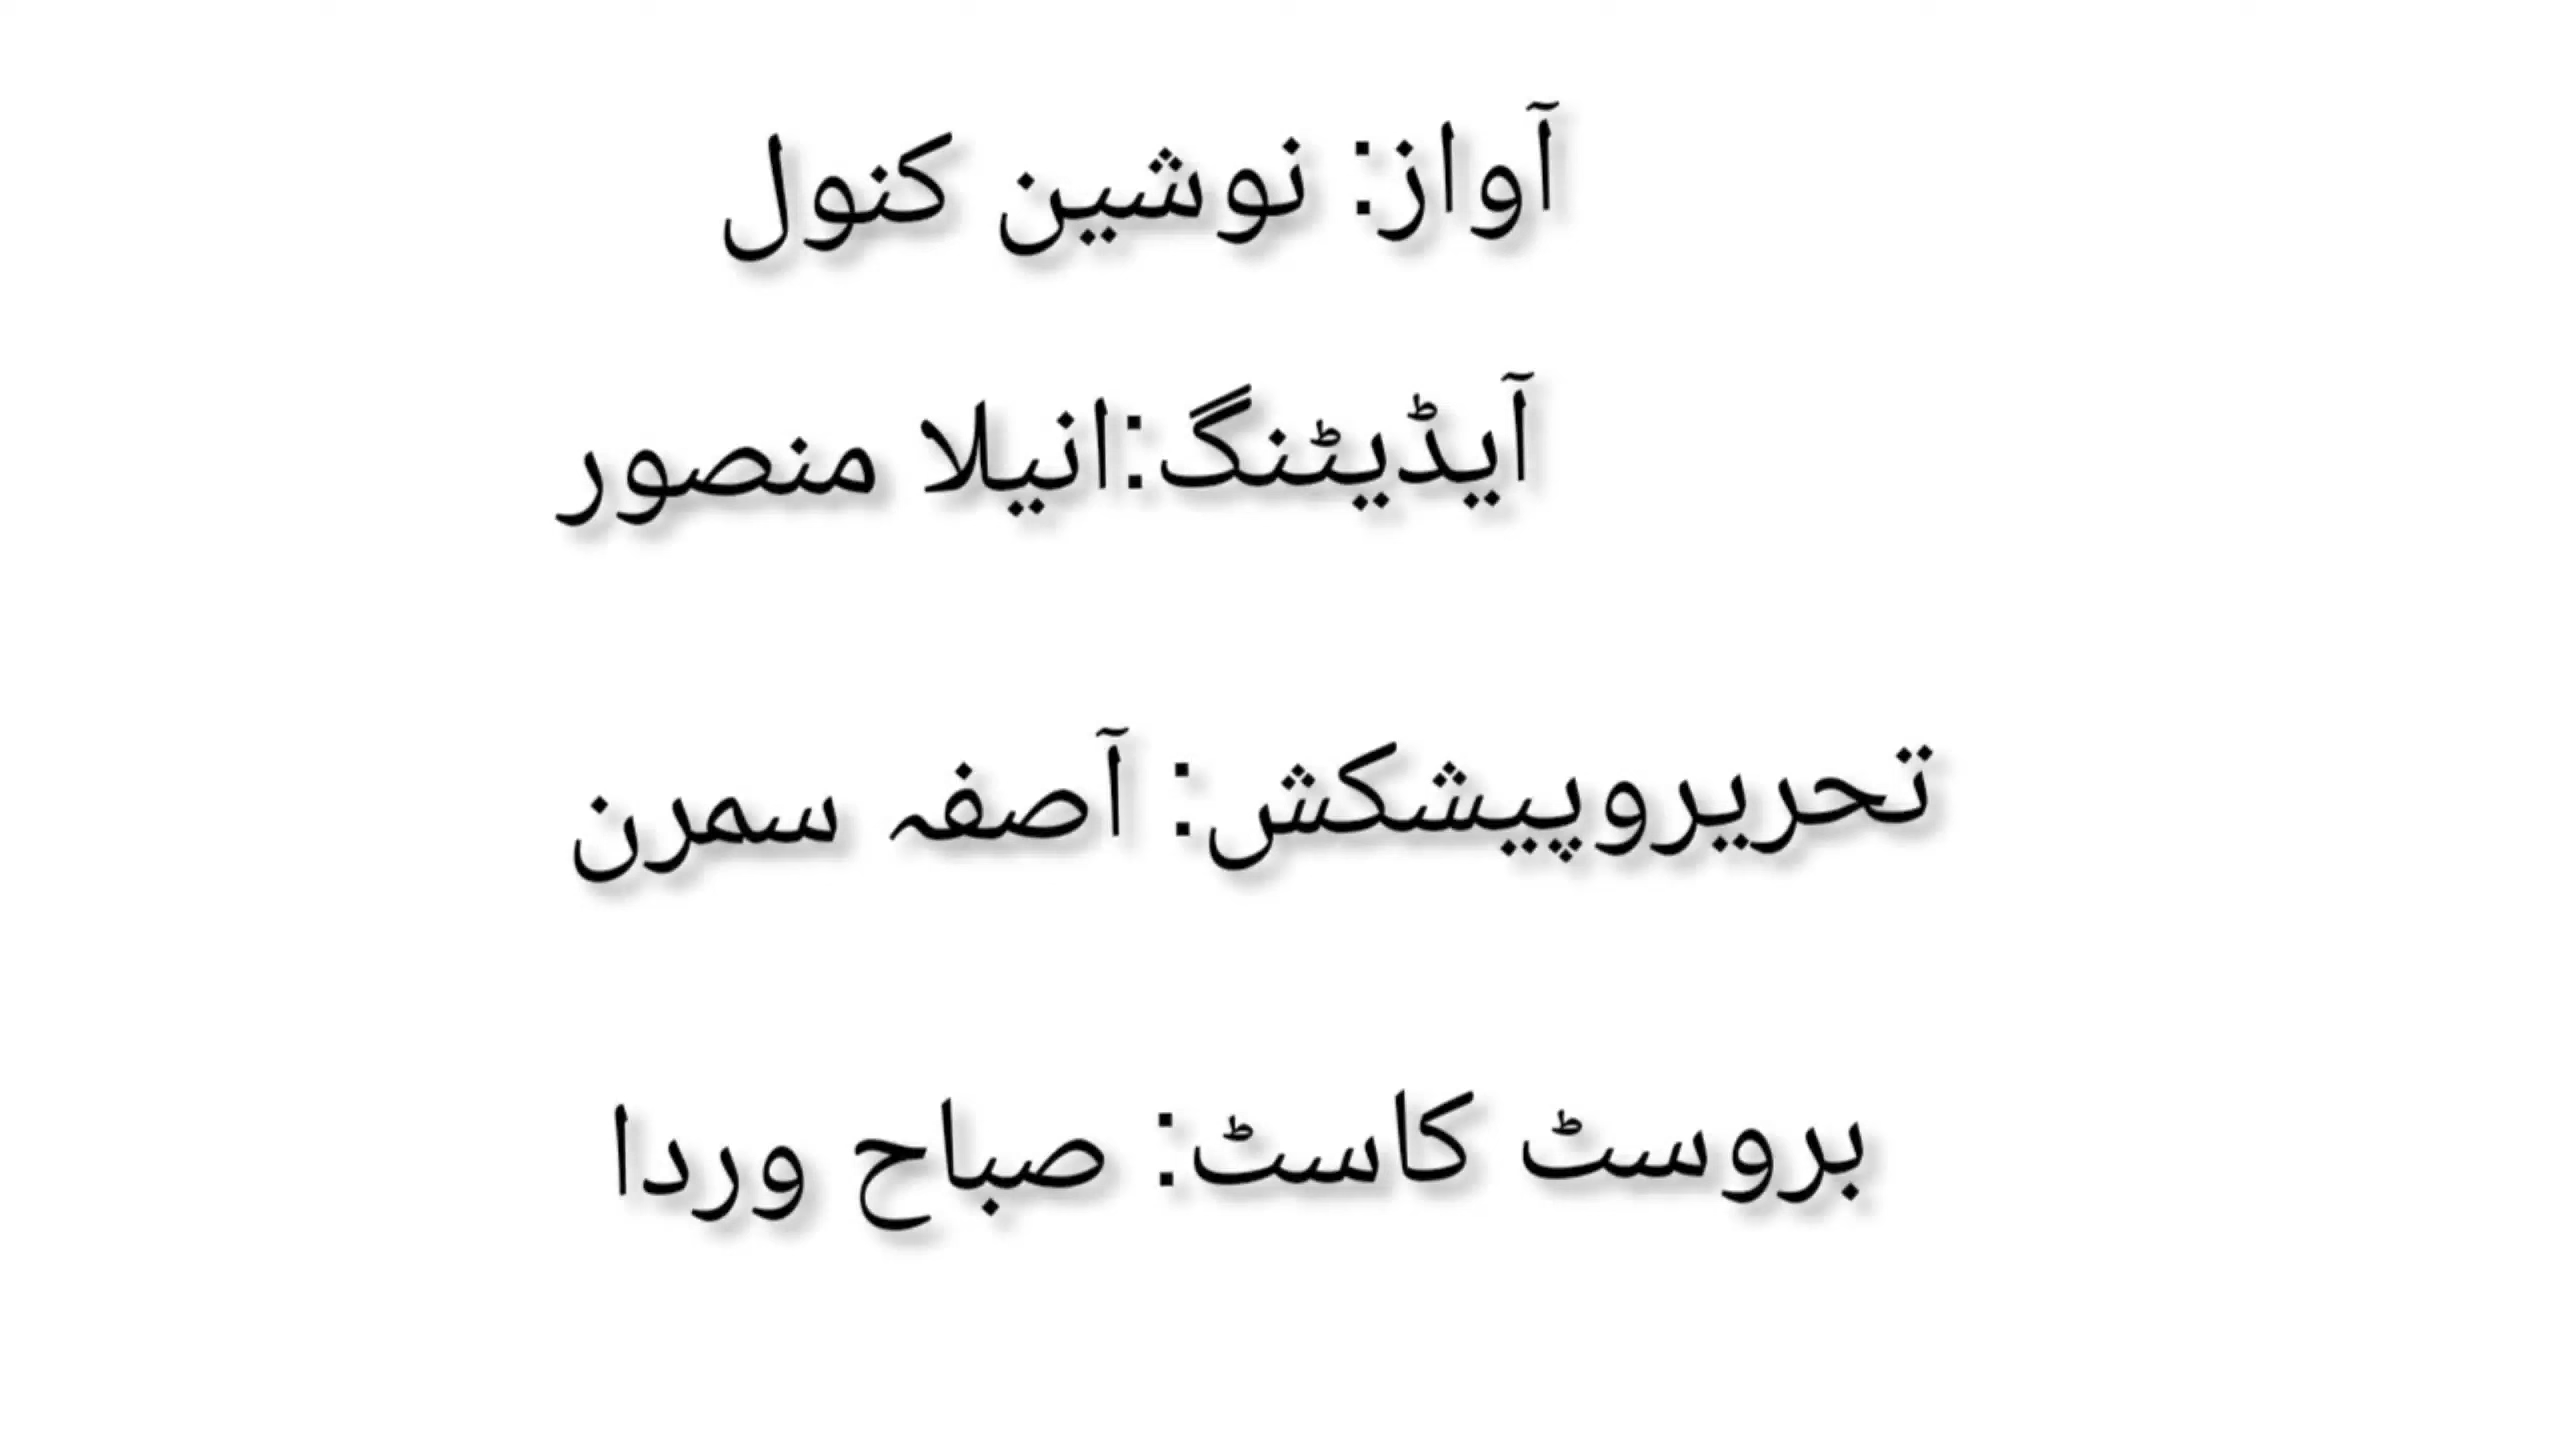 آواز: نوشین کنول
آیڈیٹنگ:انیلا منصور
تحریروپیشکش: آصفہ سمرن
بروسٹ کاسٹ: صباح وردا